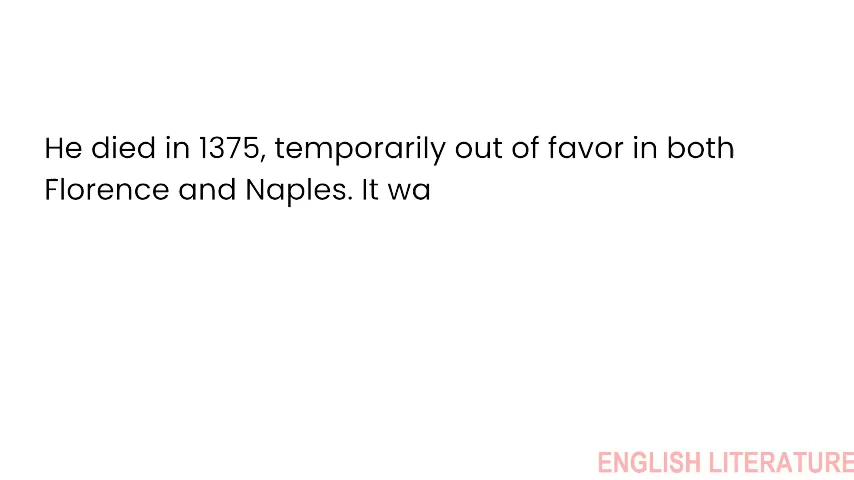 He died in 1375, temporarily out of favor in both
Florence and Naples. It wa
ENGLISH LITERATURE